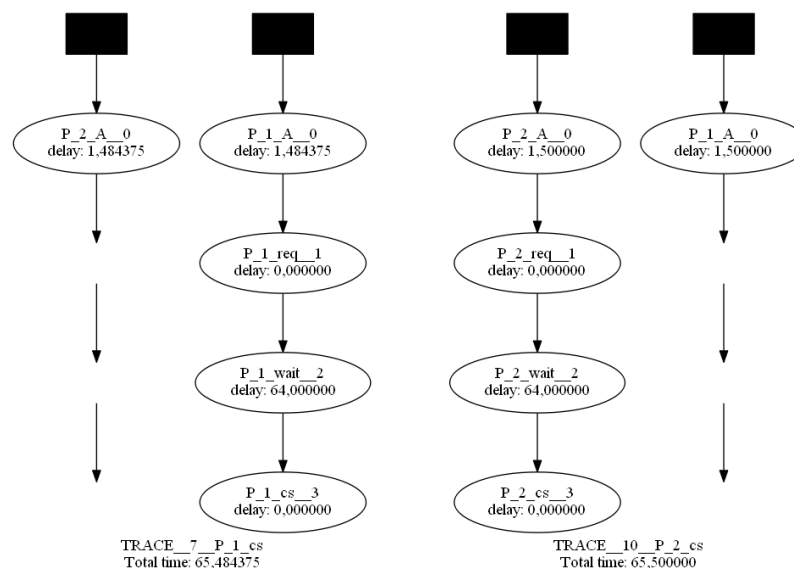 P_2_A__0
delay: 1,484375
P_1_A__0
delay: 1,484375
P_2_A__0
delay: 1,500000
P_1_A__0
delay: 1,500000
P_1_req__1
delay: 0,000000
P_2_req__1
delay: 0,000000
P_1_wait__2
delay: 64,000000
P_2_wait__2
delay: 64,000000
P_1_cs__3
delay: 0,000000
P_2_cs__3
delay: 0,000000
TRACE__7__P_1_cs
Total time: 65,484375
TRACE__10__P_2_cs
Total time: 65,500000